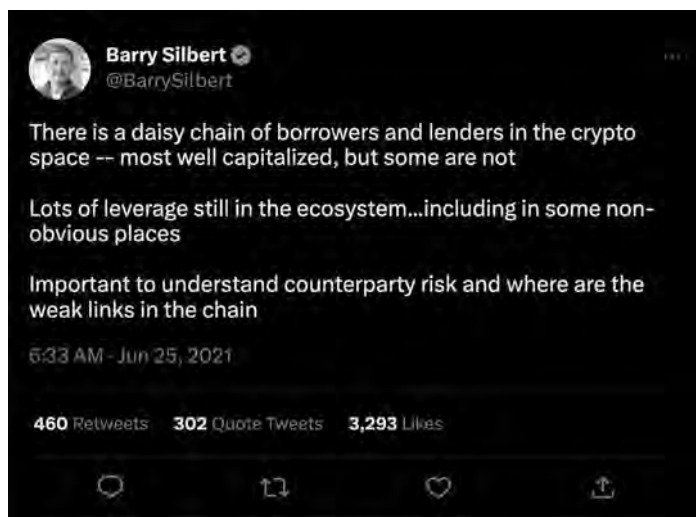 Barry Silbert
@BarrySilbert
There is a daisy chain of borrowers and lenders in the crypto
space -- most well capitalized, but some are not
Lots of leverage still in the ecosystem...including in some non-
obvious places
Important to understand counterparty risk and where are the
weak links in the chain
6:33 AM · Jun 25, 2021
460 Retweets 302 Quote Tweets 3,293 Likes